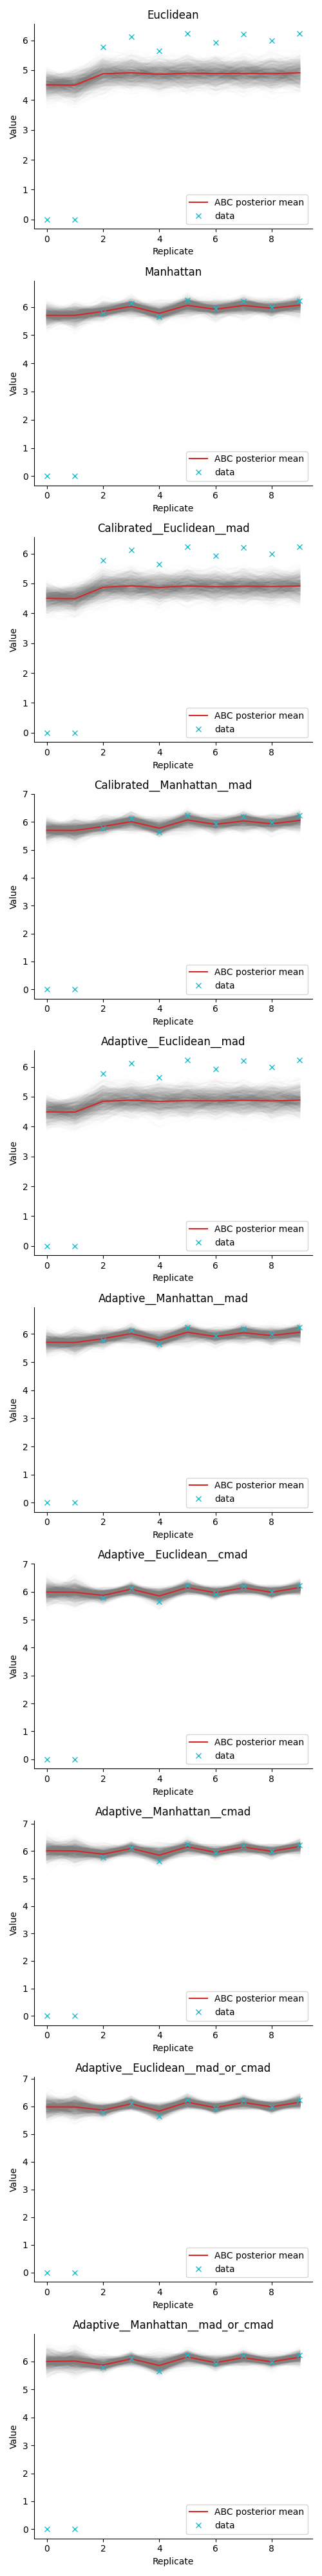 Euclidean
6
5
4
3
2
1
0
Value
ABC posterior mean
data
0 2 4 6 8
Replicate
Manhattan
6
5
4
3
2
1
0
Value
ABC posterior mean
data
0 2 4 6 8
Replicate
Calibrated__Euclidean__mad
6
5
4
3
2
1
0
Value
ABC posterior mean
data
0 2 4 6 8
Replicate
Calibrated__Manhattan__mad
7
6
5
4
3
2
1
0
Value
ABC posterior mean
data
0 2 4 6 8
Replicate
Adaptive__Euclidean__mad
6
5
4
3
2
1
0
Value
ABC posterior mean
data
0 2 4 6 8
Replicate
Adaptive__Manhattan__mad
6
5
4
3
2
1
0
Value
ABC posterior mean
data
0 2 4 6 8
Replicate
Adaptive__Euclidean__cmad
7
6
5
4
3
2
1
0
Value
ABC posterior mean
data
0 2 4 6 8
Replicate
Adaptive__Manhattan__cmad
7
6
5
4
3
2
1
0
Value
ABC posterior mean
data
0 2 4 6 8
Replicate
Adaptive__Euclidean__mad_or_cmad
7
6
5
4
3
2
1
0
Value
ABC posterior mean
data
0 2 4 6 8
Replicate
Adaptive__Manhattan__mad_or_cmad
6
5
4
3
2
1
0
Value
ABC posterior mean
data
0 2 4 6 8
Replicate